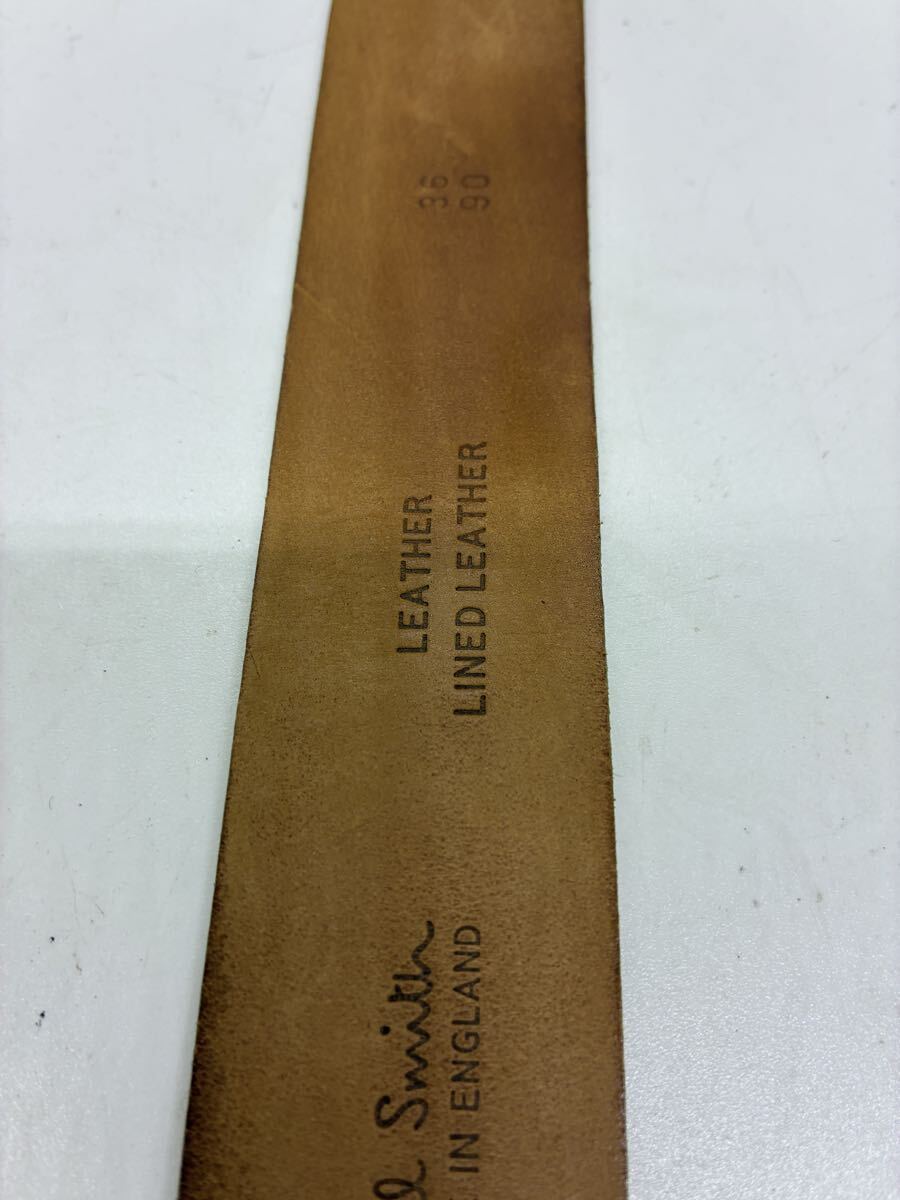 l Smith
IN ENGLAND
LEATHER
LINED LEATHER
36
90